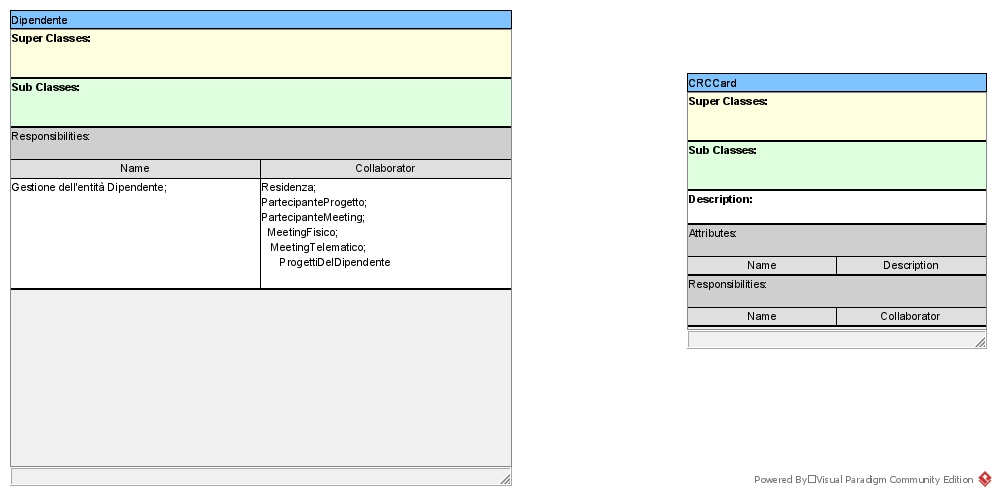 Dipendente
Super Classes:
Sub Classes:
Responsibilities:
Name Collaborator
Gestione dell'entità Dipendente; Residenza;
PartecipanteProgetto;
PartecipanteMeeting;
MeetingFisico;
MeetingTelematico;
ProgettiDelDipendente
CRCCard
Super Classes:
Sub Classes:
Description:
Attributes:
Name Description
Responsibilities:
Name Collaborator
Powered By□Visual Paradigm Community Edition